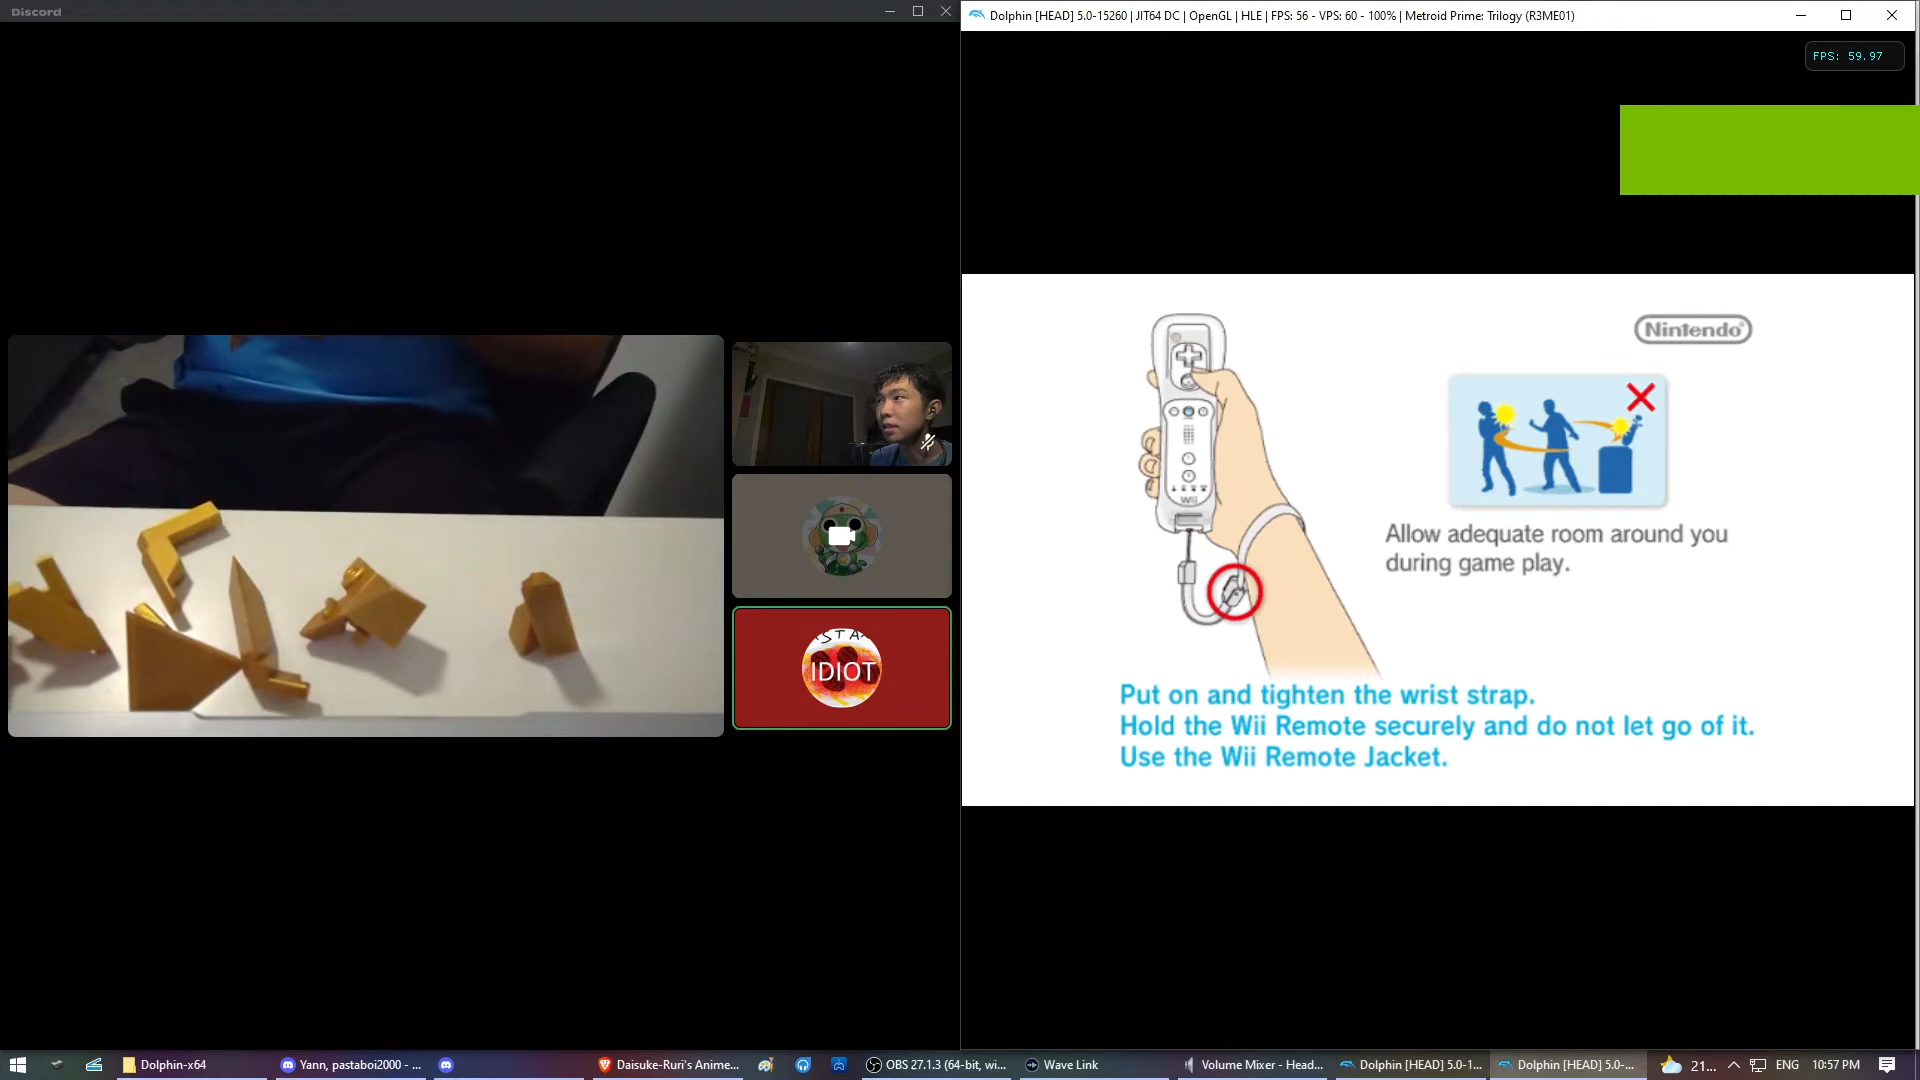 Discord
Dolphin [HEAD] 5.0-15260 | JIT64 DC | OpenGL | HLE | FPS: 56 - VPS: 60 - 100% | Metroid Prime: Trilogy (R3ME01)
FPS: 59.97
Nintendo®
Allow adequate room around you
during game play.
Wii
STA
IDIOT
Put on and tighten the wrist strap.
Hold the Wii Remote securely and do not let go of it.
Use the Wii Remote Jacket.
Dolphin-x64
Yann, pastaboi2000 - ...
Daisuke-Ruri's Anime...
OBS 27.1.3 (64-bit, wi...
Wave Link
Volume Mixer - Head...
Dolphin [HEAD] 5.0-1...
Dolphin [HEAD] 5.0-...
21...
ENG
10:57 PM